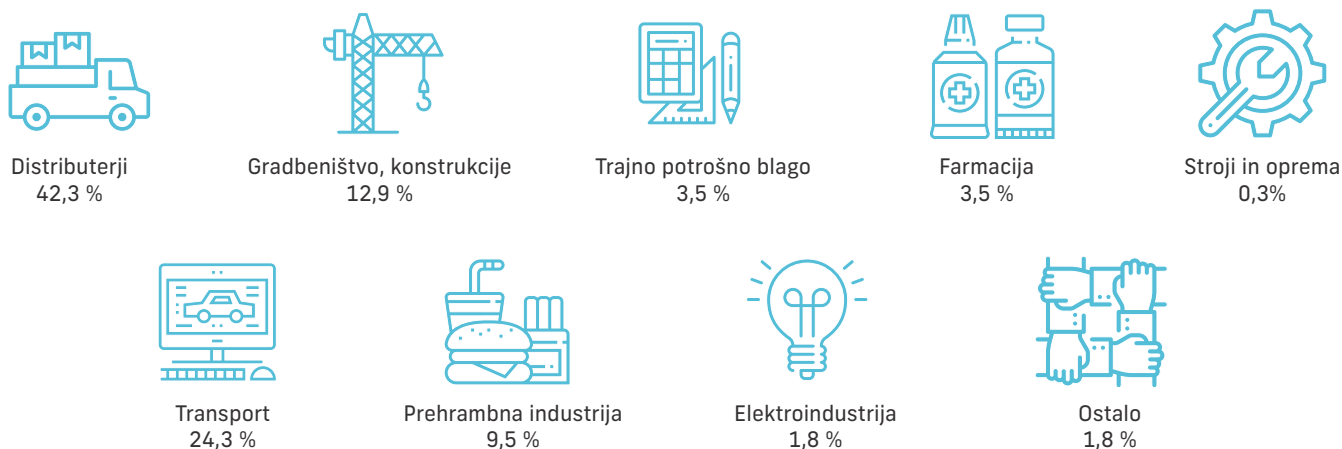 Distributerji
42,3 %
Gradbeništvo, konstrukcije
12,9 %
Trajno potrošno blago
3,5 %
Farmacija
3,5 %
Stroji in oprema
0,3%
Transport
24,3 %
Prehrambna industrija
9,5 %
Elektroindustrija
1,8 %
Ostalo
1,8 %